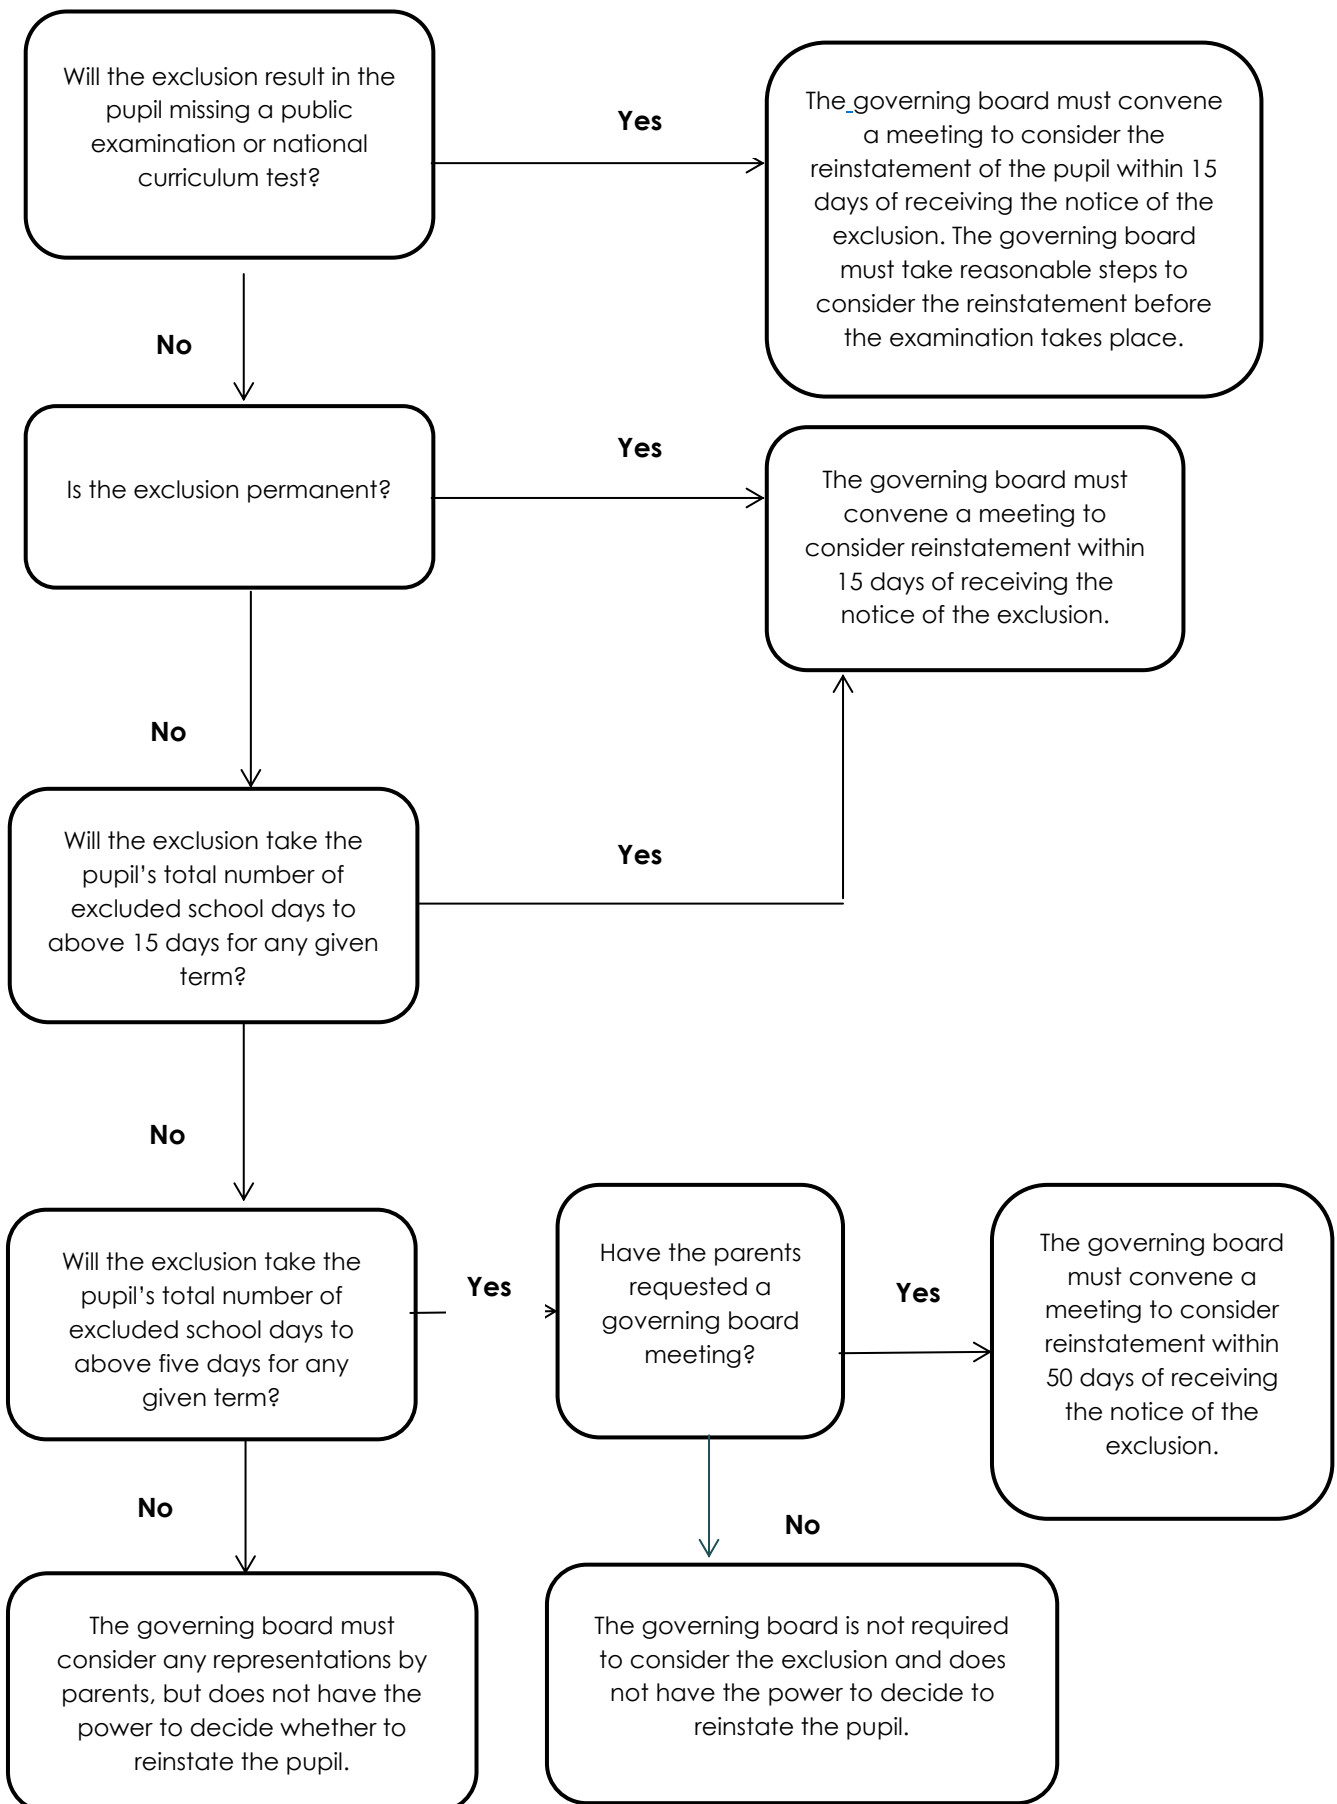 Will the exclusion result in the
pupil missing a public
examination or national
curriculum test?
Yes
The governing board must convene
a meeting to consider the
reinstatement of the pupil within 15
days of receiving the notice of the
exclusion. The governing board
must take reasonable steps to
consider the reinstatement before
the examination takes place.
No
Is the exclusion permanent?
Yes
The governing board must
convene a meeting to
consider reinstatement within
15 days of receiving the
notice of the exclusion.
No
Will the exclusion take the
pupil’s total number of
excluded school days to
above 15 days for any given
term?
Yes
No
Will the exclusion take the
pupil’s total number of
excluded school days to
above five days for any
given term?
Yes
Have the parents
requested a
governing board
meeting?
Yes
The governing board
must convene a
meeting to consider
reinstatement within
50 days of receiving
the notice of the
exclusion.
No
No
The governing board must
consider any representations by
parents, but does not have the
power to decide whether to
reinstate the pupil.
The governing board is not required
to consider the exclusion and does
not have the power to decide to
reinstate the pupil.